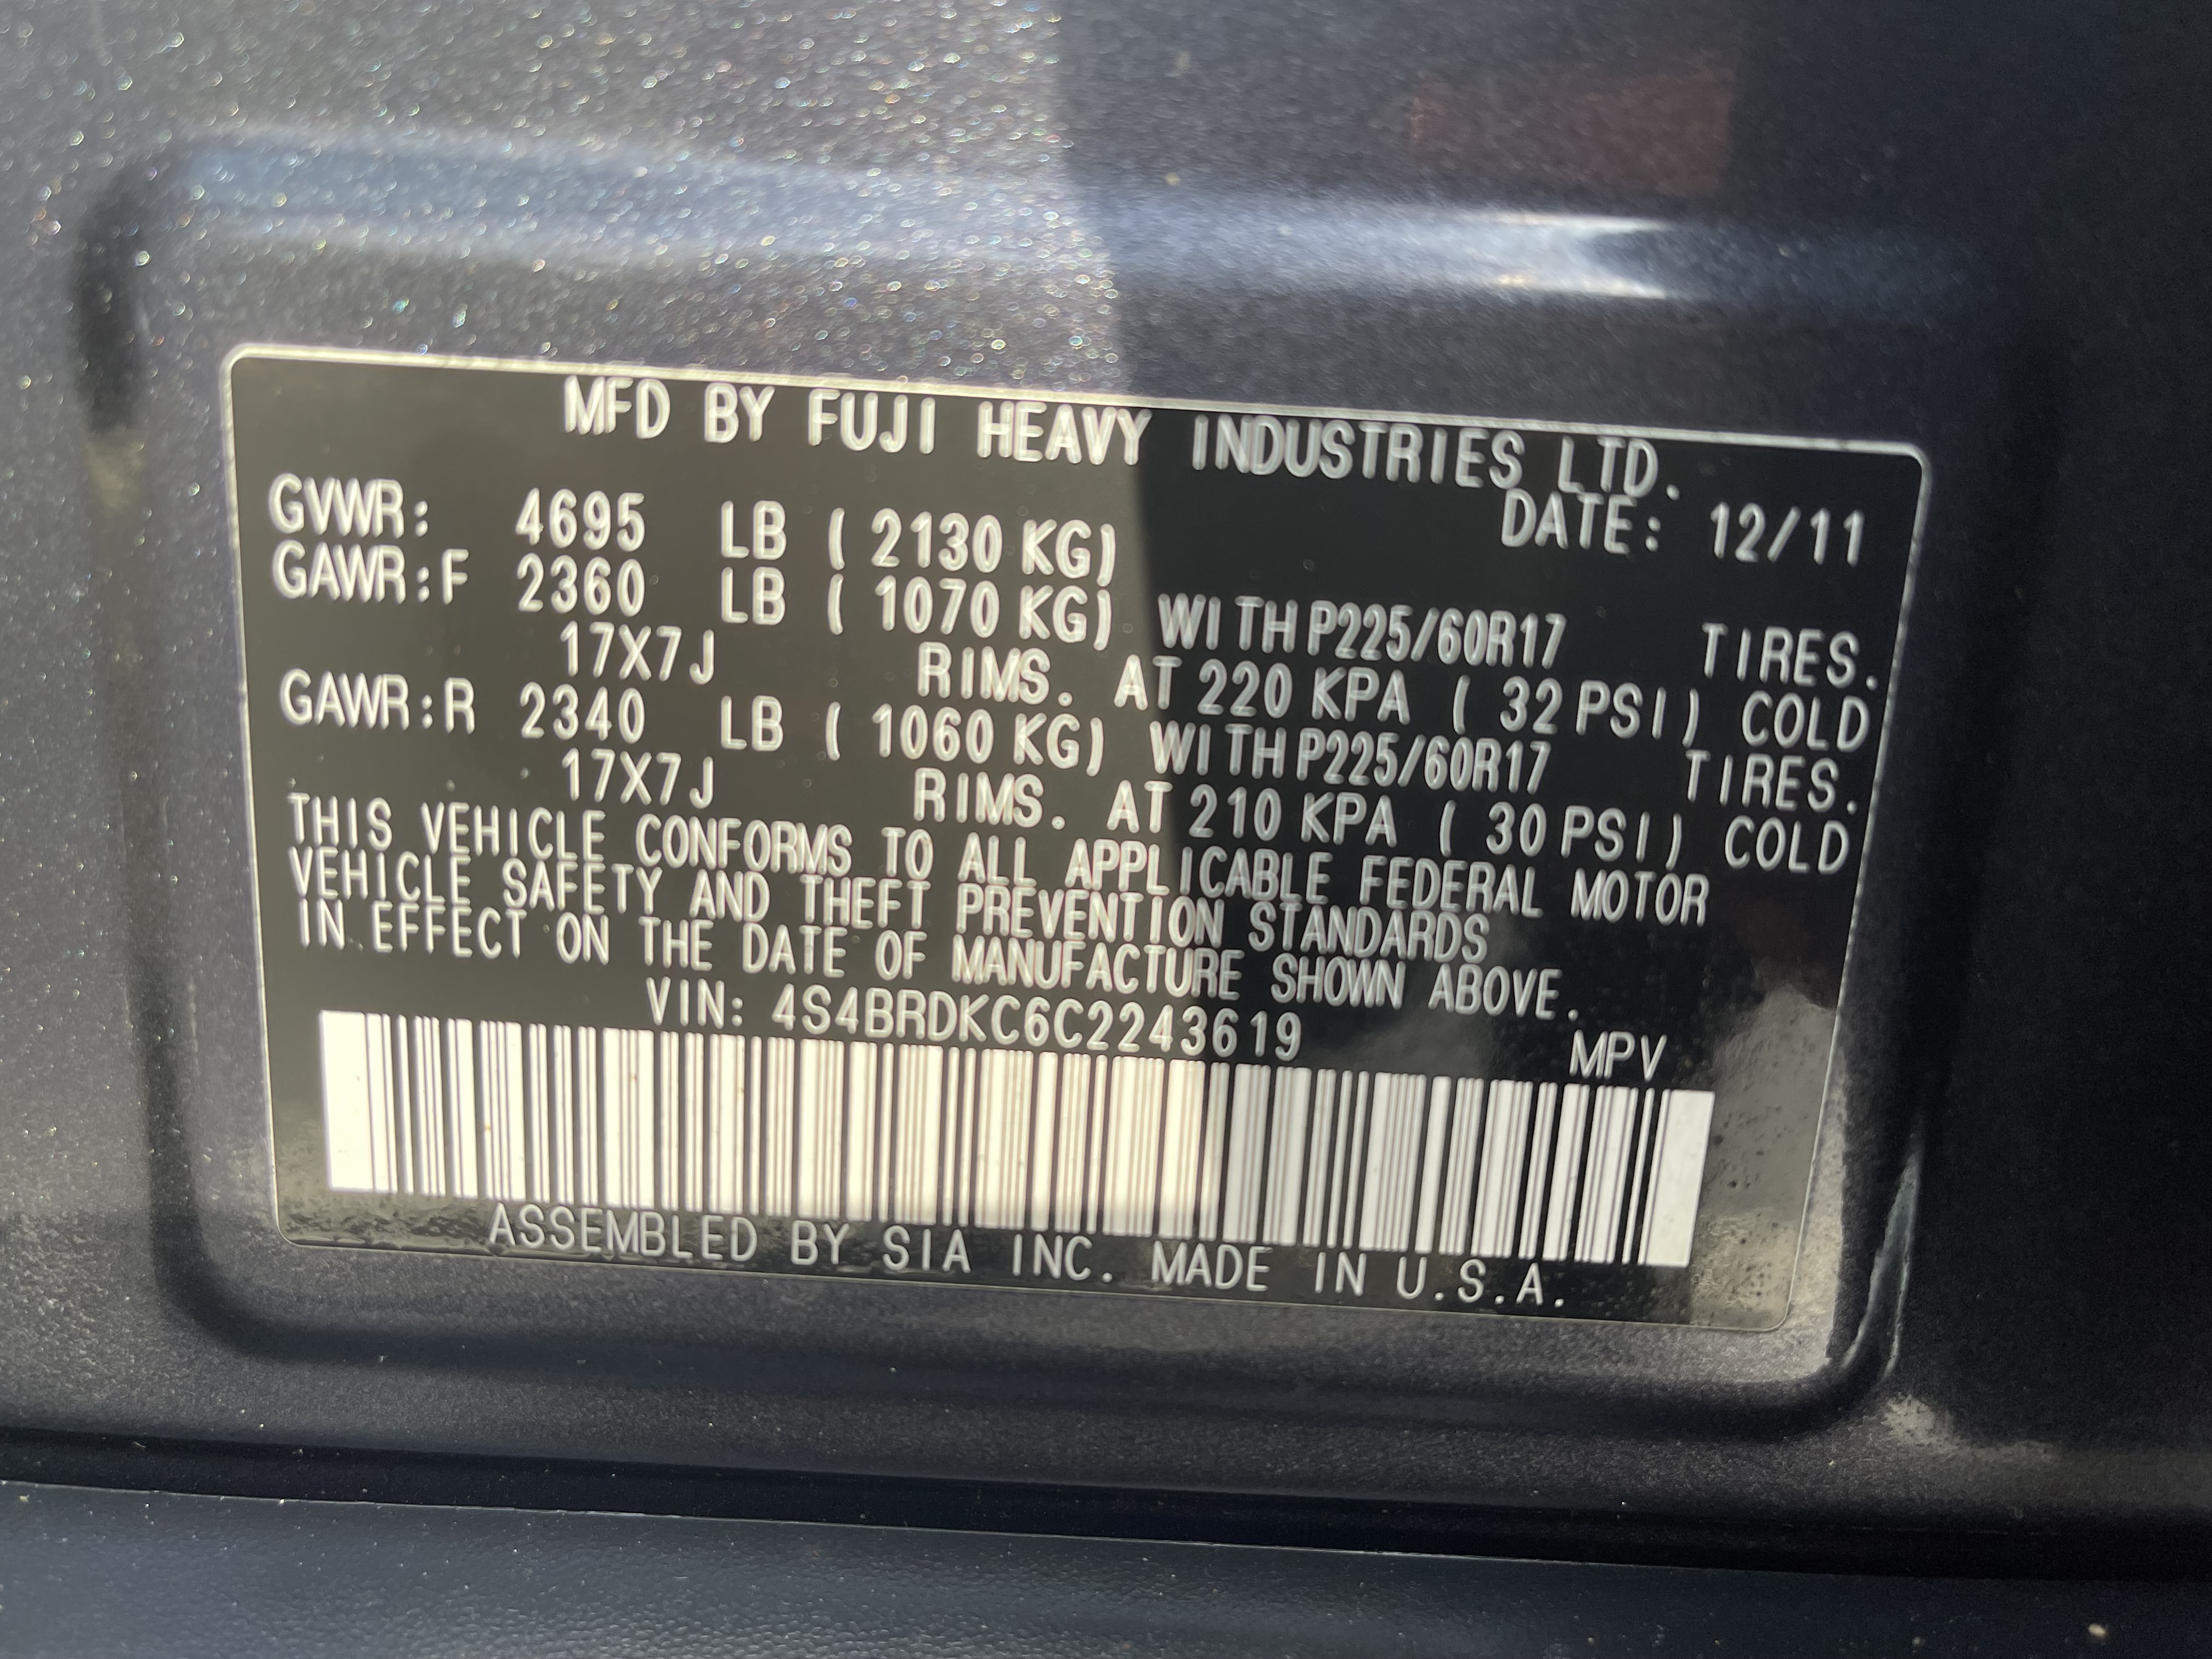 MFD BY FUJI HEAVY INDUSTRIES LTD.
DATE: 12/11
GVWR: 4695 LB ( 2130 KG)
GAWR:F 2360 LB ( 1070 KG) WITH P225/60R17 TIRES.
17X7J RIMS. AT 220 KPA ( 32 PSI) COLD
GAWR:R 2340 LB ( 1060 KG) WITH P225/60R17 TIRES.
17X7J RIMS. AT 210 KPA ( 30 PSI) COLD
THIS VEHICLE CONFORMS TO ALL APPLICABLE FEDERAL MOTOR
VEHICLE SAFETY AND THEFT PREVENTION STANDARDS
IN EFFECT ON THE DATE OF MANUFACTURE SHOWN ABOVE.
VIN: 4S4BRDKC6C2243619
MPV
ASSEMBLED BY SIA INC. MADE IN U.S.A.